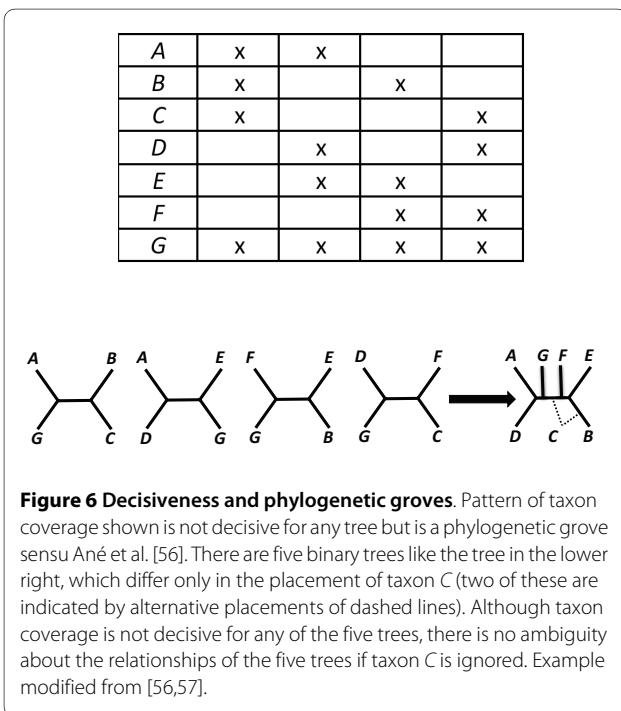 A x x
B x x
C x x
D x x
E x x
F x x
G x x x x
A B A E F E D F A G F E
G C D G G B G C D C B
Figure 6 Decisiveness and phylogenetic groves. Pattern of taxon
coverage shown is not decisive for any tree but is a phylogenetic grove
sensu Ané et al. [56]. There are five binary trees like the tree in the lower
right, which differ only in the placement of taxon C (two of these are
indicated by alternative placements of dashed lines). Although taxon
coverage is not decisive for any of the five trees, there is no ambiguity
about the relationships of the five trees if taxon C is ignored. Example
modified from [56,57].